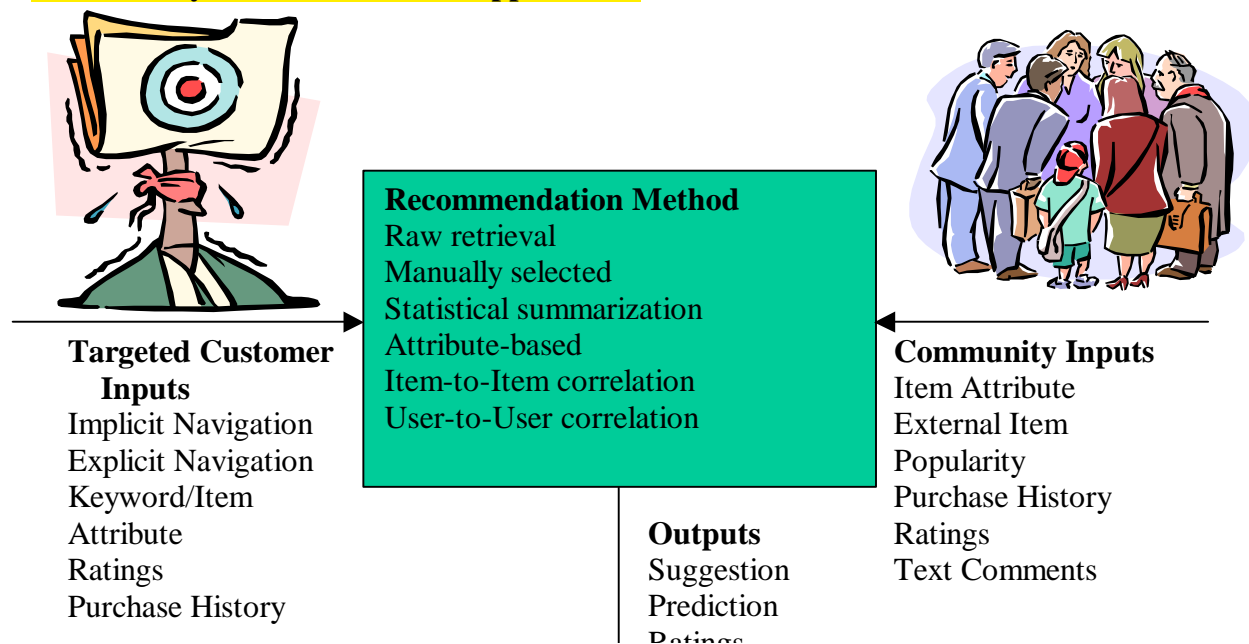 Recommendation Method
Raw retrieval
Manually selected
Statistical summarization
Attribute-based
Item-to-Item correlation
User-to-User correlation
Targeted Customer
Inputs
Implicit Navigation
Explicit Navigation
Keyword/Item
Attribute
Ratings
Purchase History
Community Inputs
Item Attribute
External Item
Popularity
Purchase History
Ratings
Text Comments
Outputs
Suggestion
Prediction
Ratings